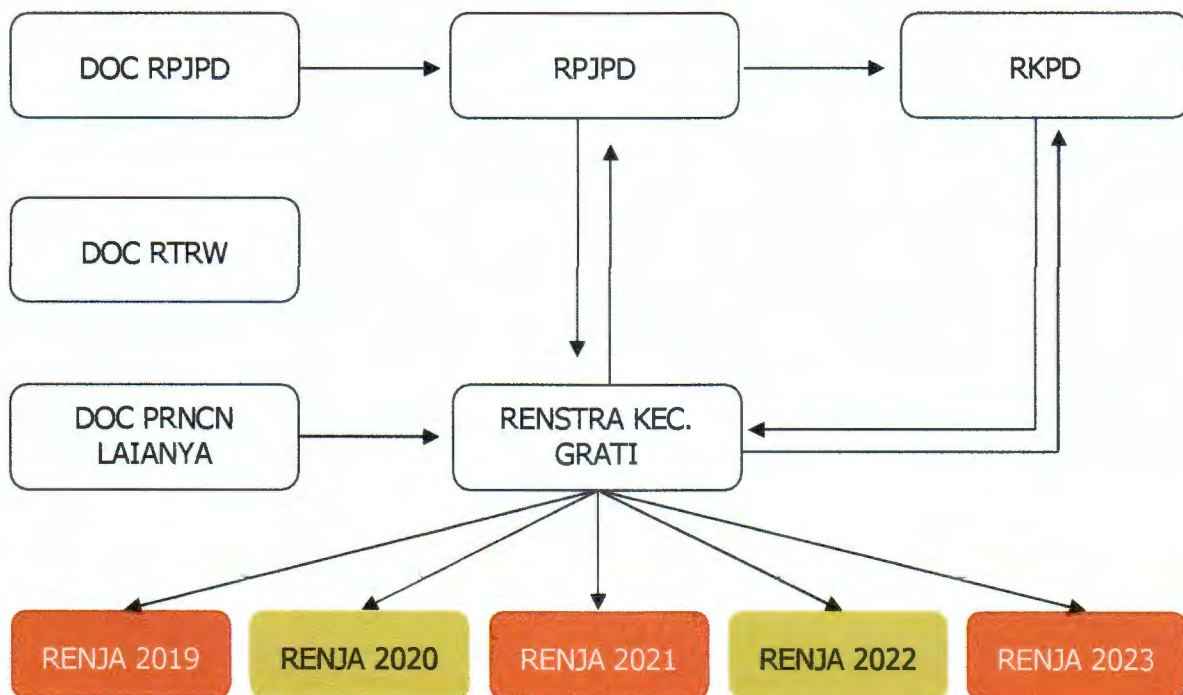 DOC RPJPD
RPJPD
RKPD
DOC RTRW
DOC PRNCN
LAIANYA
RENSTRA KEC.
GRATI
RENJA 2019
RENJA 2020
RENJA 2021
RENJA 2022
RENJA 2023